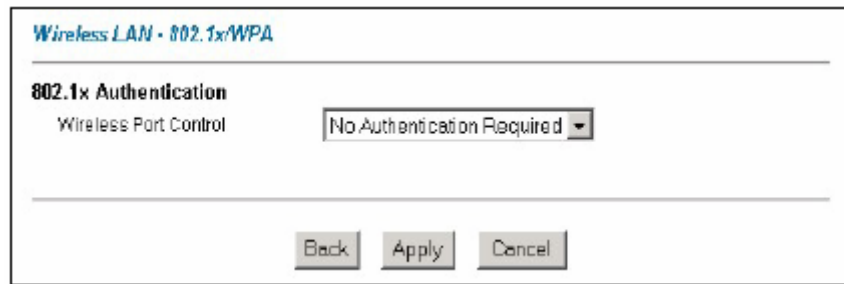 Wireless LAN - 802.1x/WPA
802.1x Authentication
Wireless Port Control No Authentication Required
Back Apply Cancel